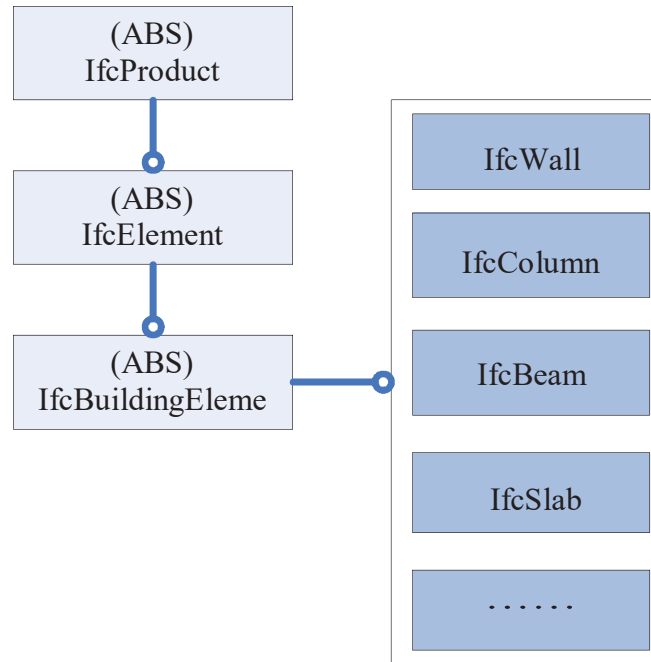 (ABS)
IfcProduct
(ABS)
IfcElement
(ABS)
IfcBuildingEleme
IfcWall
IfcColumn
IfcBeam
IfcSlab
······